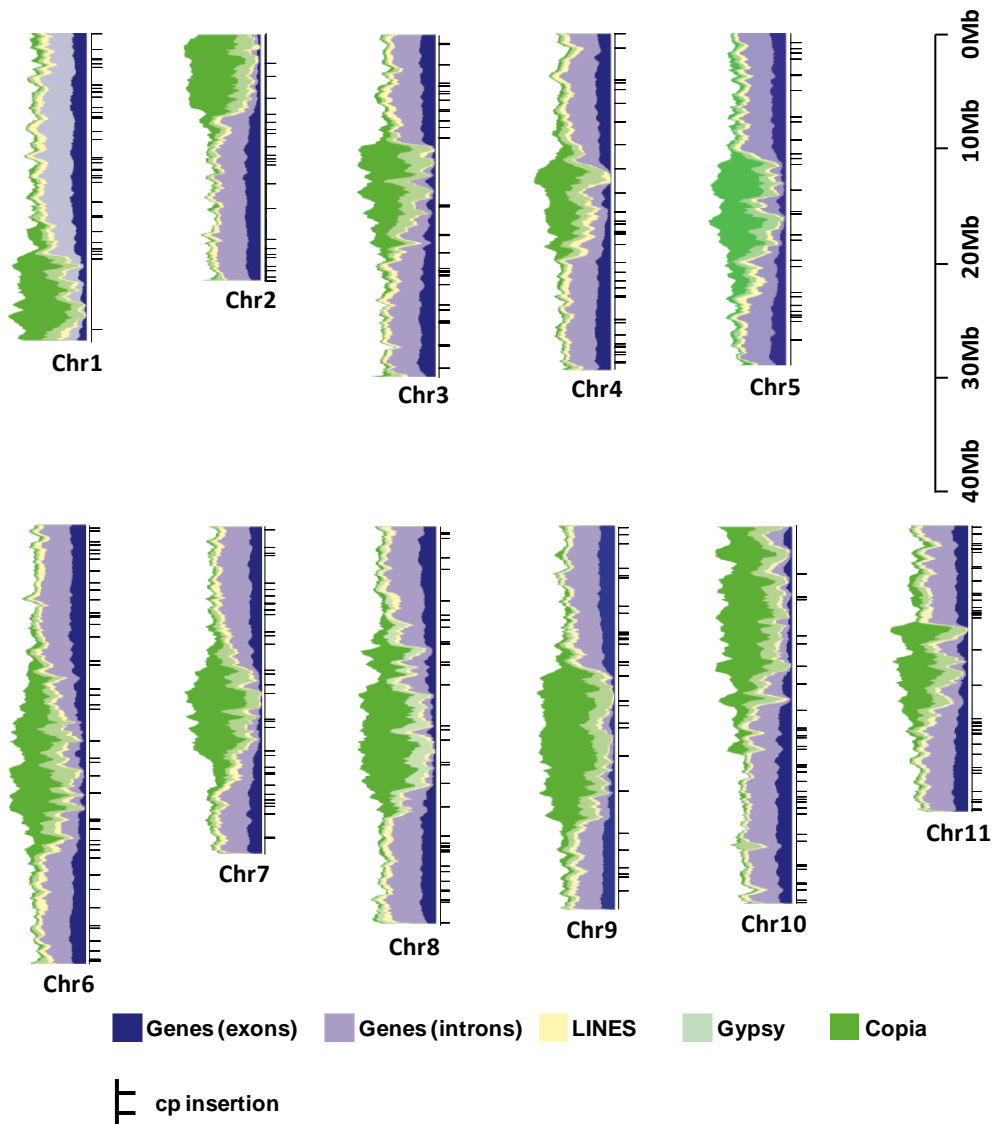 Chr1
Chr2
Chr3
Chr4
Chr5
0Mb
10Mb
20Mb
30Mb
40Mb
Chr6
Chr7
Chr8
Chr9
Chr10
Chr11
Genes (exons)
Genes (introns)
LINES
Gypsy
Copia
cp insertion